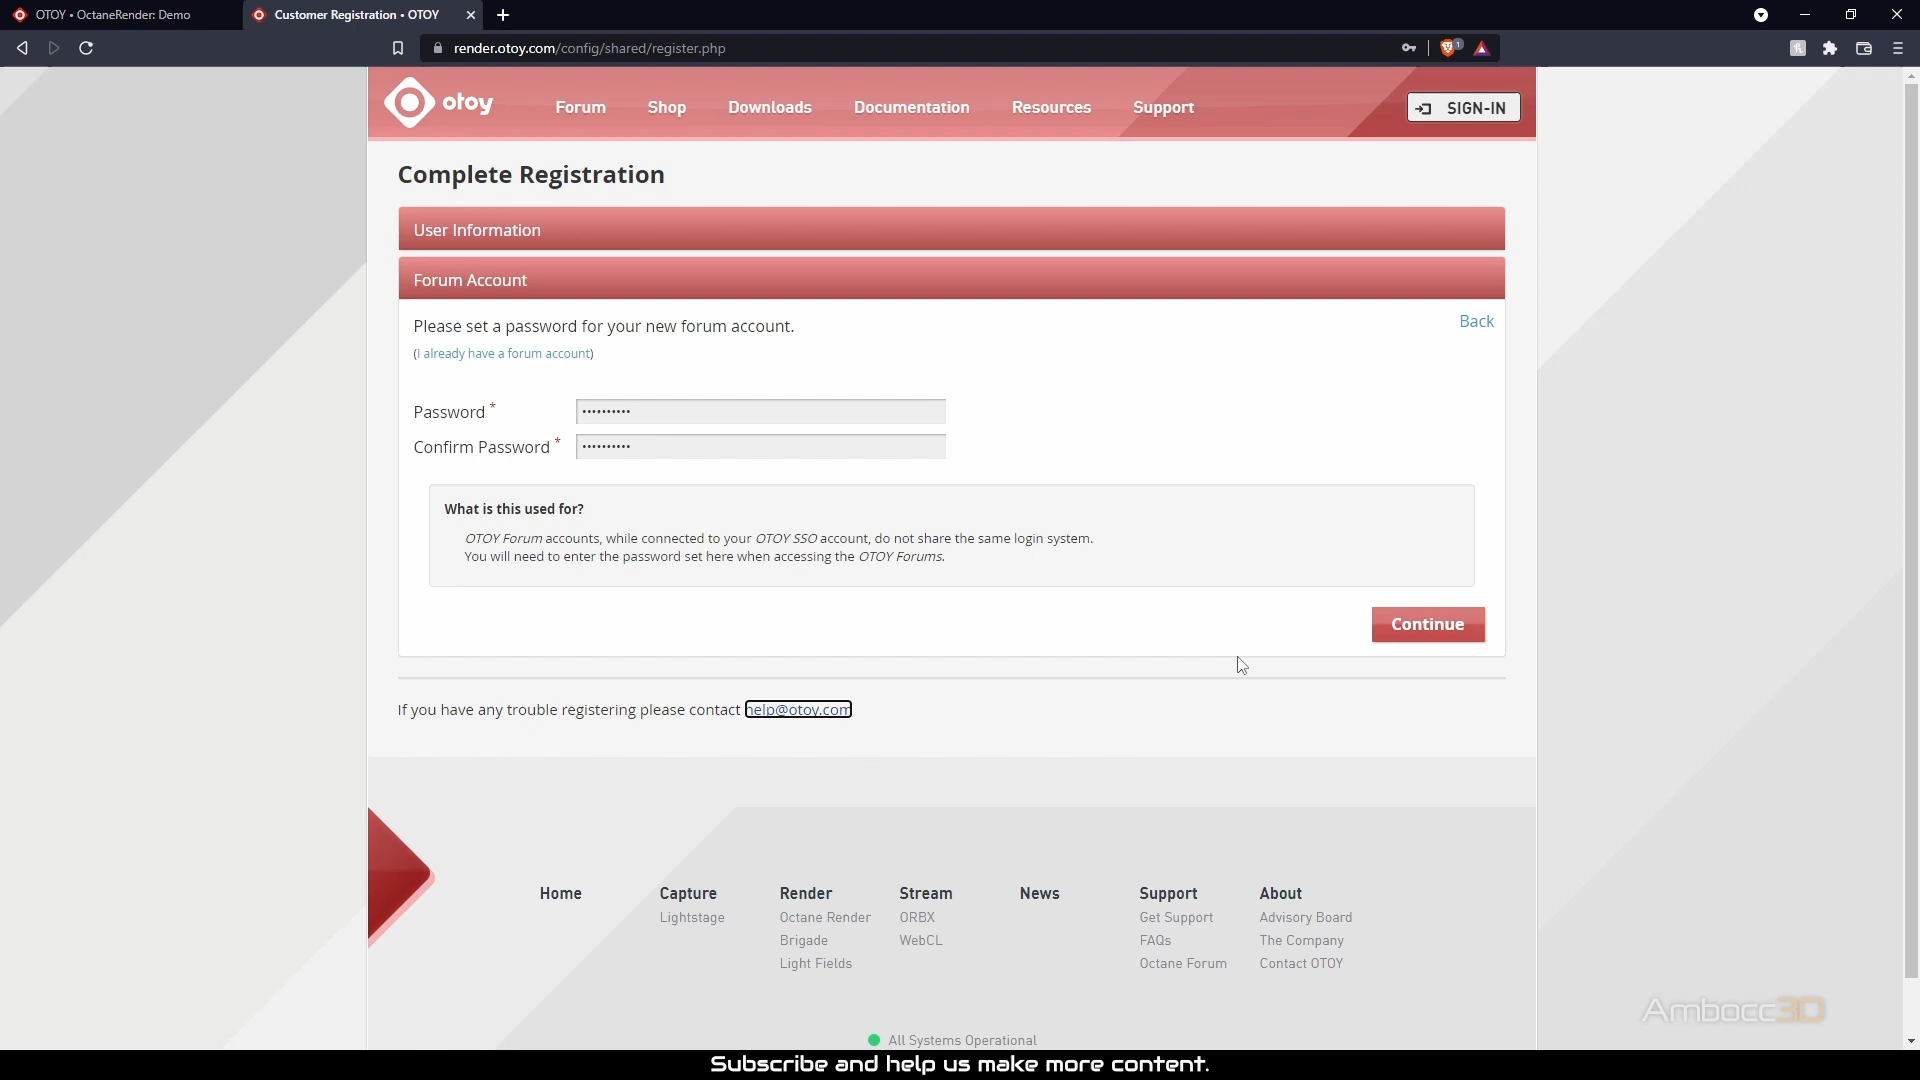 OTOY • OctaneRender: Demo
Customer Registration • OTOY
render.otoy.com/config/shared/register.php
1
otoy
Forum
Shop
Downloads
Documentation
Resources
Support
SIGN-IN
Complete Registration
User Information
Forum Account
Please set a password for your new forum account.
Back
(I already have a forum account)
Password *
••••••••••
Confirm Password *
••••••••••
What is this used for?
OTOY Forum accounts, while connected to your OTOY SSO account, do not share the same login system.
You will need to enter the password set here when accessing the OTOY Forums.
Continue
If you have any trouble registering please contact help@otoy.com
Home
Capture
Lightstage
Render
Octane Render
Brigade
Light Fields
Stream
ORBX
WebCL
News
Support
Get Support
FAQs
Octane Forum
About
Advisory Board
The Company
Contact OTOY
Ambocc3D
All Systems Operational
Subscribe and help us make more content.